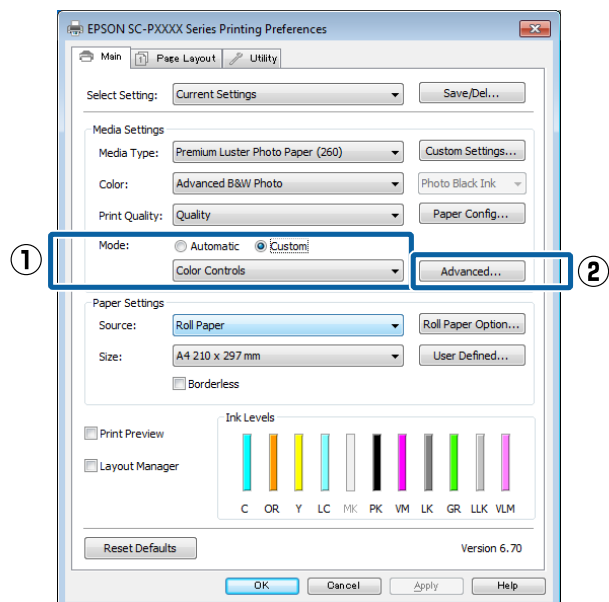 EPSON SC-PXXXX Series Printing Preferences
Main Page Layout Utility
Select Setting: Current Settings Save/Del...
Media Settings
Media Type: Premium Luster Photo Paper (260) Custom Settings...
Color: Advanced B&W Photo Photo Black Ink
Print Quality: Quality Paper Config...
Mode: Automatic Custom
① Color Controls Advanced... ②
Paper Settings
Source: Roll Paper Roll Paper Option...
Size: A4 210 x 297 mm User Defined...
Borderless
Ink Levels
Print Preview
Layout Manager
C OR Y LC MK PK VM LK GR LLK VLM
Reset Defaults Version 6.70
OK Cancel Apply Help